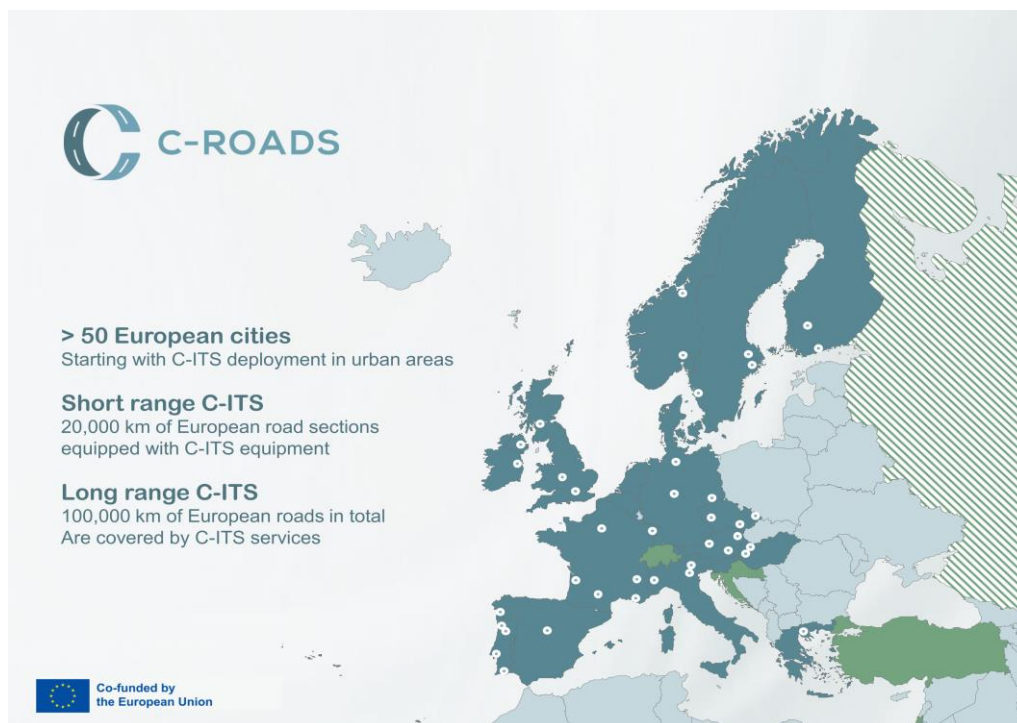 C-ROADS
> 50 European cities
Starting with C-ITS deployment in urban areas
Short range C-ITS
20,000 km of European road sections
equipped with C-ITS equipment
Long range C-ITS
100,000 km of European roads in total
Are covered by C-ITS services
Co-funded by
the European Union